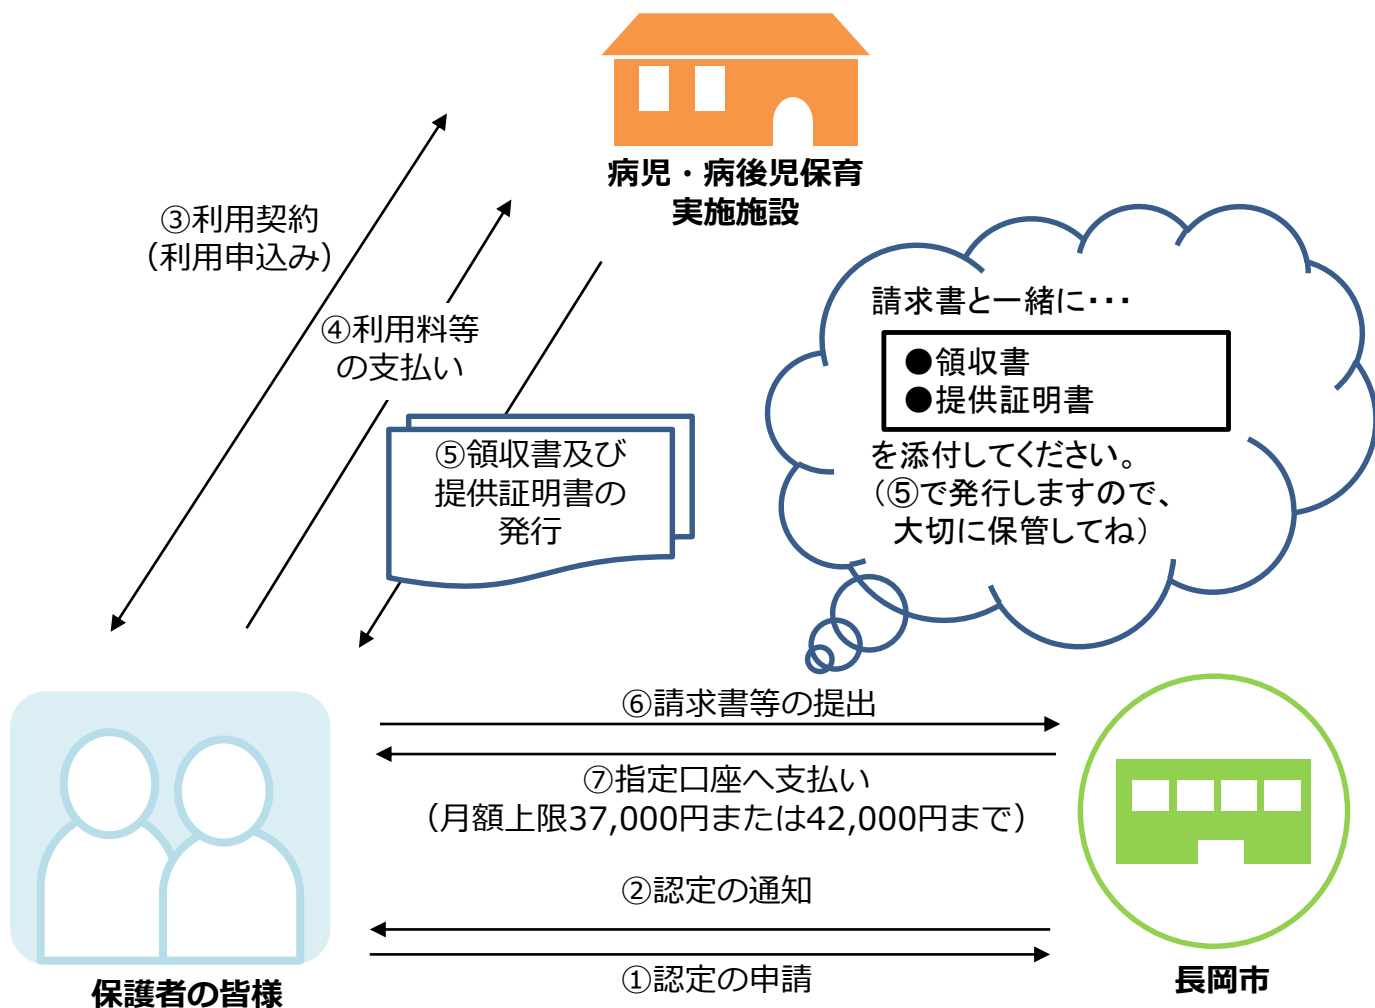 病児・病後児保育
実施施設
③利用契約
（利用申込み）
④利用料等
の支払い
⑤領収書及び
提供証明書の
発行
請求書と一緒に・・・
●領収書
●提供証明書
を添付してください。
（⑤で発行しますので、
大切に保管してね）
⑥請求書等の提出
⑦指定口座へ支払い
（月額上限37,000円または42,000円まで）
②認定の通知
①認定の申請
保護者の皆様
長岡市